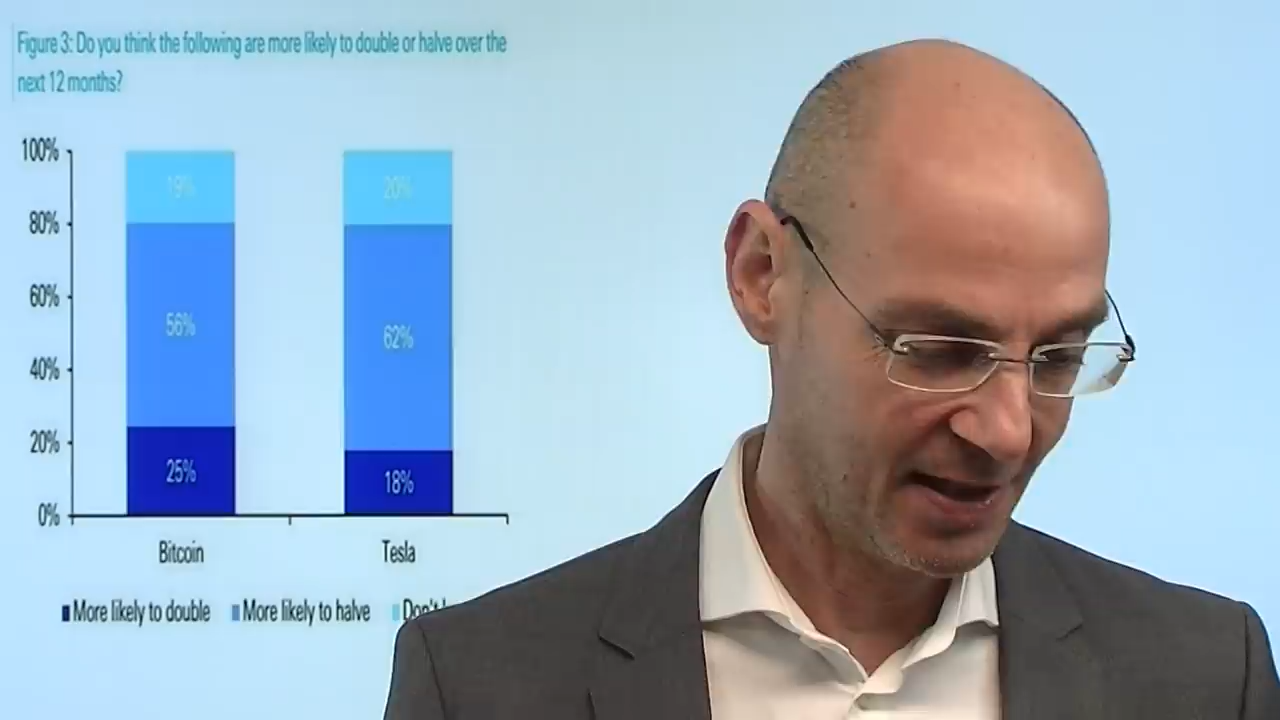 Figure 3: Do you think the following are more likely to double or halve over the
next 12 months?
100%
80%
60%
40%
20%
0%
19%
56%
25%
20%
62%
18%
Bitcoin
Tesla
More likely to double
More likely to halve
Don't